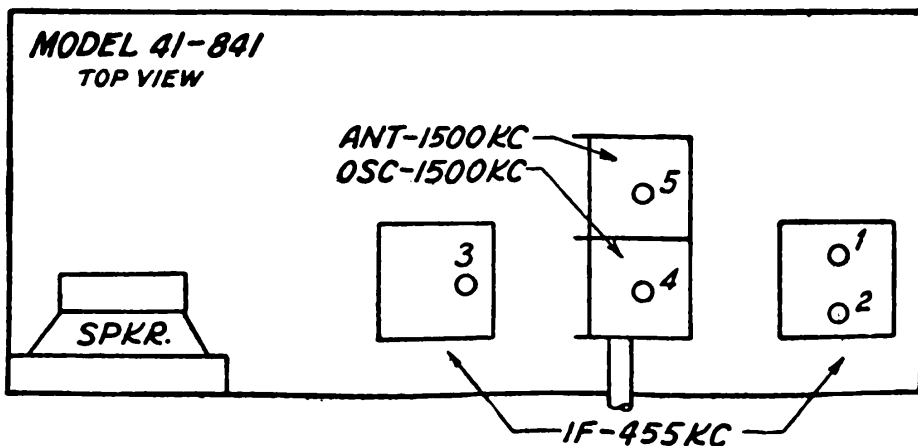 MODEL 41-841
TOP VIEW
ANT-1500KC
OSC-1500KC
5
4
3
1
2
SPKR.
IF-455KC